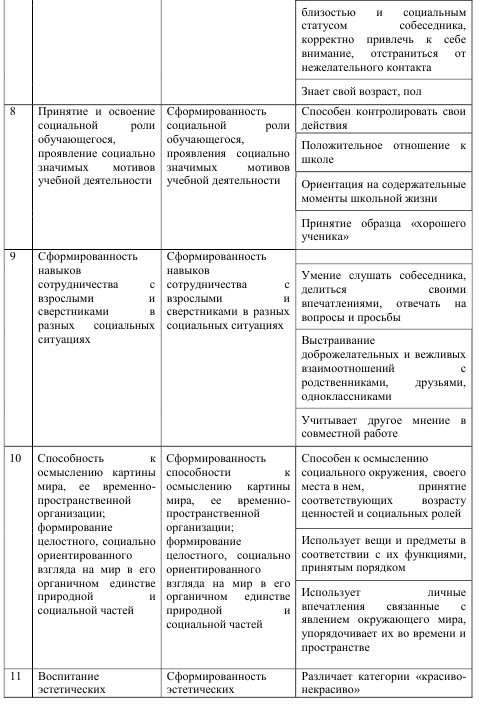 близостью и социальным
статусом собеседника,
корректно привлечь к себе
внимание, отстраниться от
нежелательного контакта
Знает свой возраст, пол
8
Принятие и освоение
социальной роли
обучающегося,
проявление социально
значимых мотивов
учебной деятельности
Сформированность
социальной роли
обучающегося,
проявления социально
значимых мотивов
учебной деятельности
Способен контролировать свои
действия
Положительное отношение к
школе
Ориентация на содержательные
моменты школьной жизни
Принятие образца «хорошего
ученика»
9
Сформированность
навыков
сотрудничества с
взрослыми и
сверстниками в
разных социальных
ситуациях
Сформированность
навыков
сотрудничества с
взрослыми и
сверстниками в разных
социальных ситуациях
Умение слушать собеседника,
делиться своими
впечатлениями, отвечать на
вопросы и просьбы
Выстраивание
доброжелательных и вежливых
взаимоотношений с
родственниками, друзьями,
одноклассниками
Учитывает другое мнение в
совместной работе
10
Способность к
осмыслению картины
мира, ее временно-
пространственной
организации;
формирование
целостного, социально
ориентированного
взгляда на мир в его
органичном единстве
природной и
социальной частей
Сформированность
способности к
осмыслению картины
мира, ее временно-
пространственной
организации;
формирование
целостного, социально
ориентированного
взгляда на мир в его
органичном единстве
природной и
социальной частей
Способен к осмыслению
социального окружения, своего
места в нем, принятие
соответствующих возрасту
ценностей и социальных ролей
Использует вещи и предметы в
соответствии с их функциями,
принятым порядком
Использует личные
впечатления связанные с
явлением окружающего мира,
упорядочивает их во времени и
пространстве
11
Воспитание
эстетических
Сформированность
эстетических
Различает категории «красиво-
некрасиво»